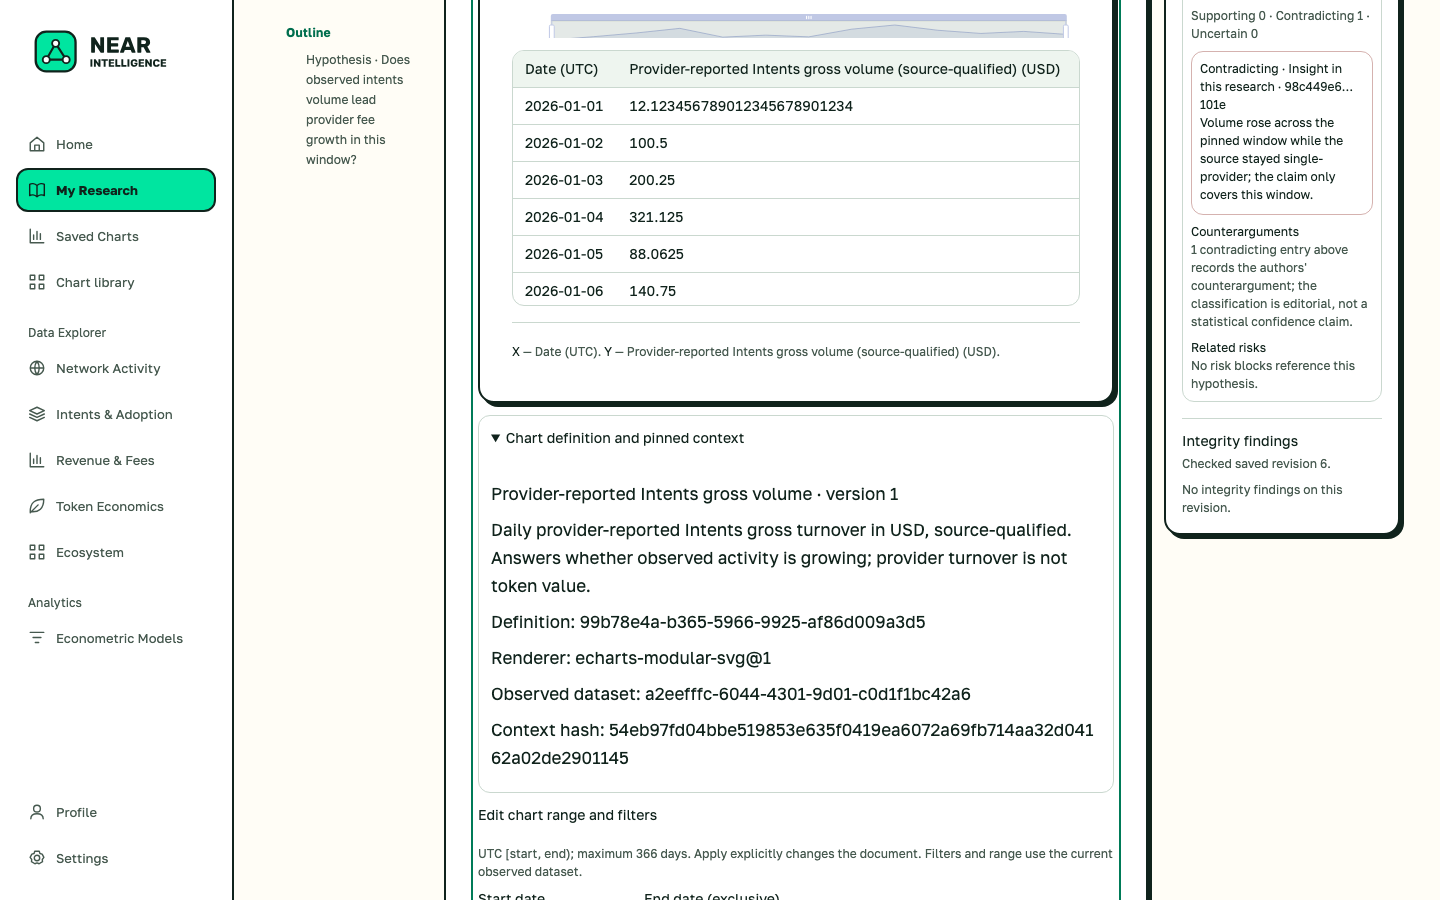 NEAR
INTELLIGENCE
Home
My Research
Saved Charts
Chart library
Data Explorer
Network Activity
Intents & Adoption
Revenue & Fees
Token Economics
Ecosystem
Analytics
Econometric Models
Profile
Settings
Outline
Hypothesis · Does
observed intents
volume lead
provider fee
growth in this
window?
Date (UTC) Provider-reported Intents gross volume (source-qualified) (USD)
2026-01-01 12.123456789012345678901234
2026-01-02 100.5
2026-01-03 200.25
2026-01-04 321.125
2026-01-05 88.0625
2026-01-06 140.75
X — Date (UTC). Y — Provider-reported Intents gross volume (source-qualified) (USD).
▼ Chart definition and pinned context
Provider-reported Intents gross volume · version 1
Daily provider-reported Intents gross turnover in USD, source-qualified.
Answers whether observed activity is growing; provider turnover is not
token value.
Definition: 99b78e4a-b365-5966-9925-af86d009a3d5
Renderer: echarts-modular-svg@1
Observed dataset: a2eefffc-6044-4301-9d01-c0d1f1bc42a6
Context hash: 54eb97fd04bbe519853e635f0419ea6072a69fb714aa32d041
62a02de2901145
Edit chart range and filters
UTC [start, end); maximum 366 days. Apply explicitly changes the document. Filters and range use the current
observed dataset.
Start date End date (exclusive)
Supporting 0 · Contradicting 1 ·
Uncertain 0
Contradicting · Insight in
this research · 98c449e6…
101e
Volume rose across the
pinned window while the
source stayed single-
provider; the claim only
covers this window.
Counterarguments
1 contradicting entry above
records the authors'
counterargument; the
classification is editorial, not a
statistical confidence claim.
Related risks
No risk blocks reference this
hypothesis.
Integrity findings
Checked saved revision 6.
No integrity findings on this
revision.